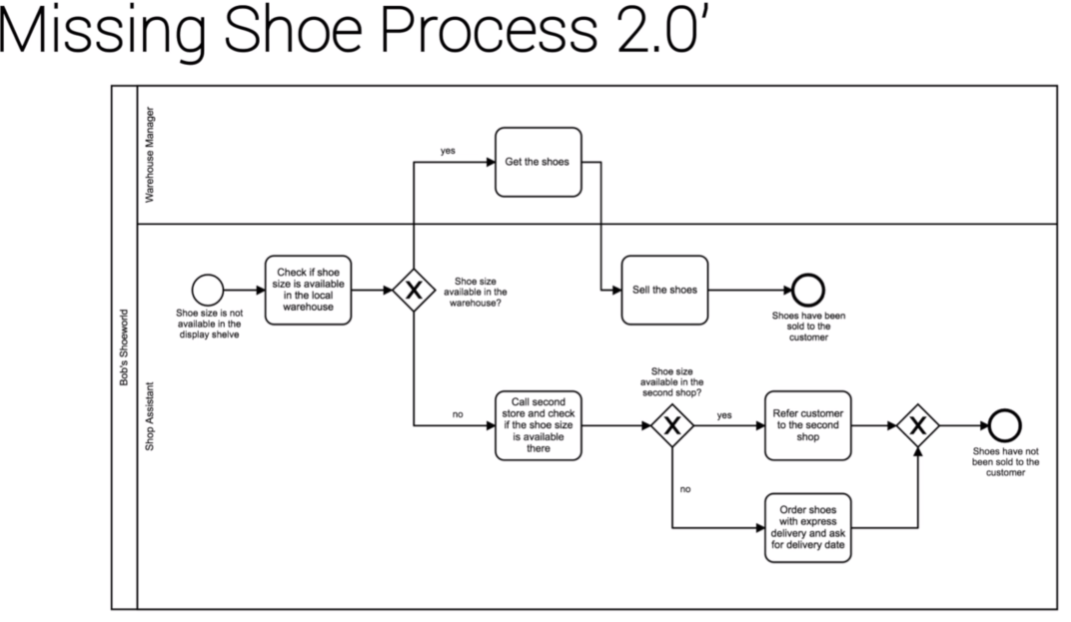 Missing Shoe Process 2.0'
Bob's Shoeworld
Warehouse Manager
yes
Get the shoes
Shop Assistant
Shoe size is not
available in the
display shelve
Check if shoe
size is available
in the local
warehouse
X
Shoe size
available in the
warehouse?
Sell the shoes
Shoes have been
sold to the
customer
no
Call second
store and check
if the shoe size
is available
there
Shoe size
available in the
second shop?
X
yes
Refer customer
to the second
shop
X
Shoes have not
been sold to the
customer
no
Order shoes
with express
delivery and ask
for delivery date